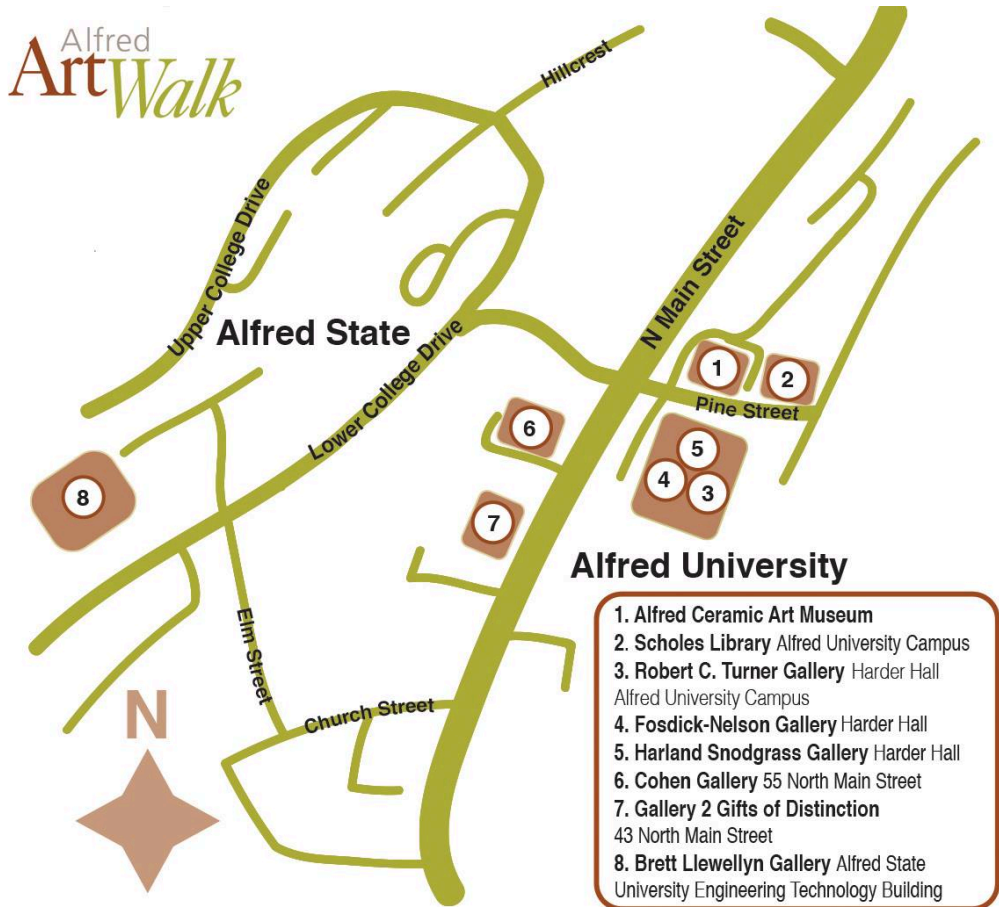 Alfred
ArtWalk
Hillcrest
Upper College Drive
N Main Street
Alfred State
Lower College Drive
1
2
Pine Street
6
5
4
3
8
7
Alfred University
Elm Street
Church Street
N
1. Alfred Ceramic Art Museum
2. Scholes Library Alfred University Campus
3. Robert C. Turner Gallery Harder Hall
Alfred University Campus
4. Fosdick-Nelson Gallery Harder Hall
5. Harland Snodgrass Gallery Harder Hall
6. Cohen Gallery 55 North Main Street
7. Gallery 2 Gifts of Distinction
43 North Main Street
8. Brett Llewellyn Gallery Alfred State
University Engineering Technology Building